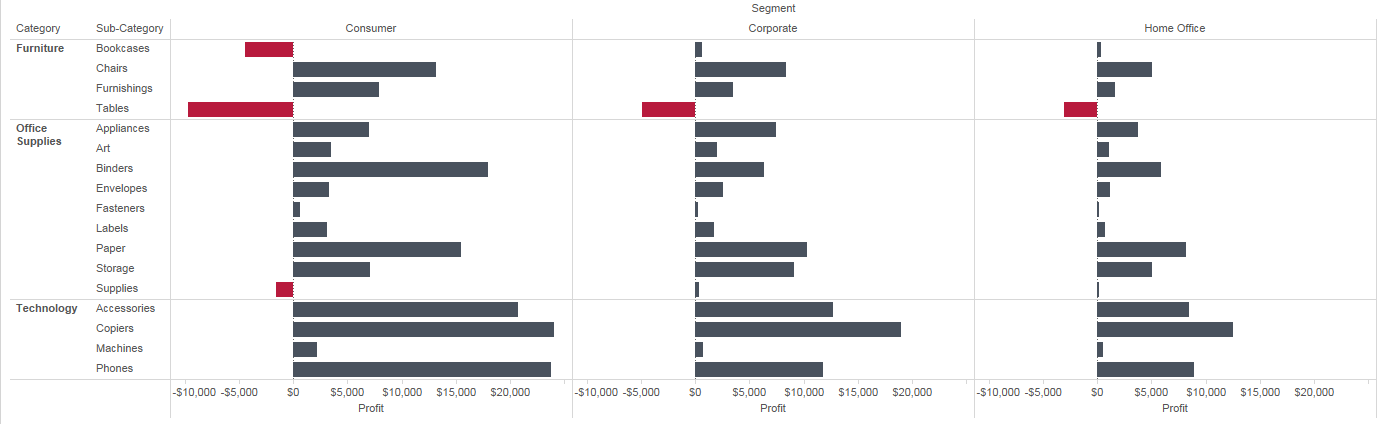 Segment
Category Sub-Category Consumer Corporate Home Office
Furniture Bookcases
Chairs
Furnishings
Tables
Office Appliances
Supplies
Art
Binders
Envelopes
Fasteners
Labels
Paper
Storage
Supplies
Technology Accessories
Copiers
Machines
Phones
-$10,000 -$5,000 $0 $5,000 $10,000 $15,000 $20,000 -$10,000 -$5,000 $0 $5,000 $10,000 $15,000 $20,000 -$10,000 -$5,000 $0 $5,000 $10,000 $15,000 $20,000
Profit Profit Profit